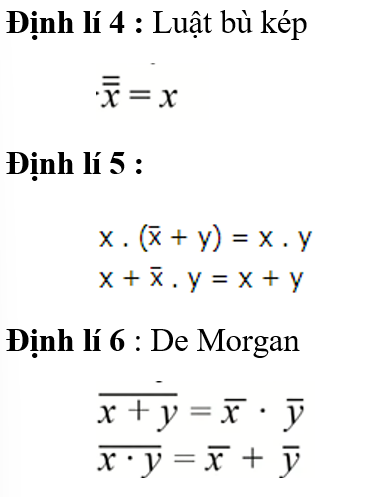 Định lí 4 : Luật bù kép
x̿ = x
Định lí 5 :
x . (x̄ + y) = x . y
x + x̄ . y = x + y
Định lí 6 : De Morgan
x̅ ̅+̅ ̅y̅ = x̅ · y̅
x̅ ̅·̅ ̅y̅ = x̅ + y̅